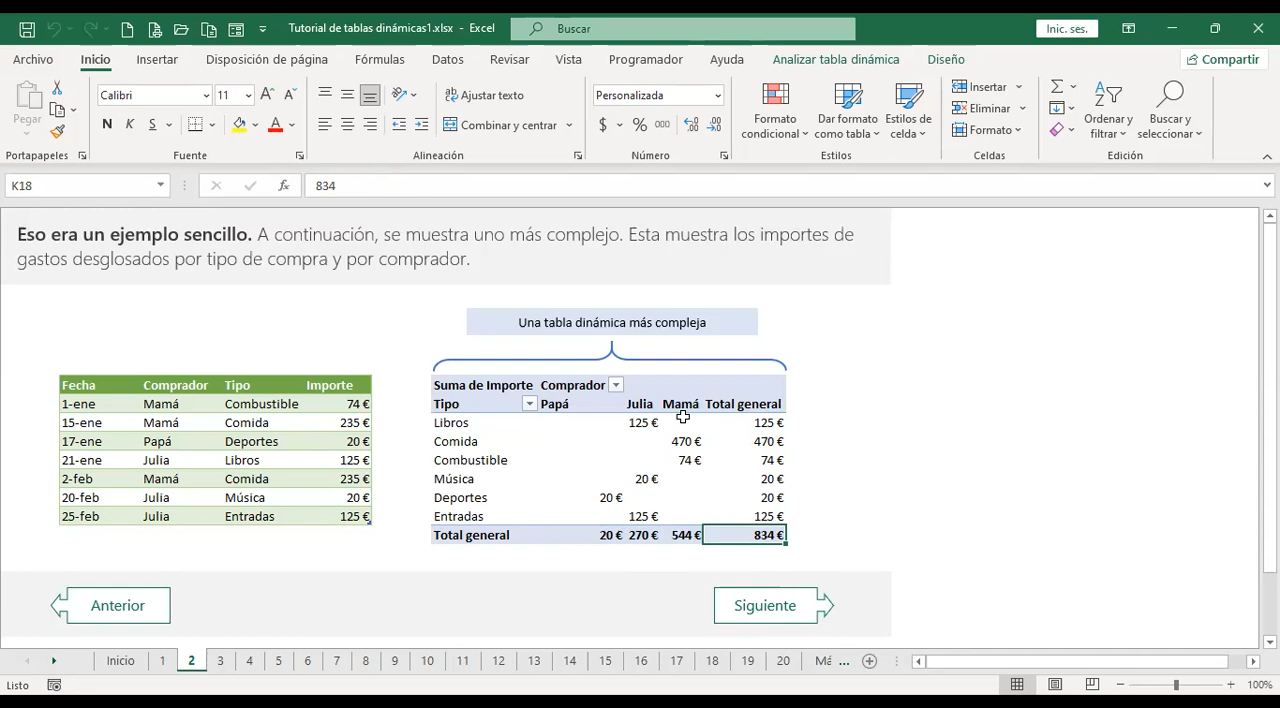 Tutorial de tablas dinámicas1.xlsx - Excel
Buscar
Inic. ses.
Archivo Inicio Insertar Disposición de página Fórmulas Datos Revisar Vista Programador Ayuda Analizar tabla dinámica Diseño Compartir
Pegar
Portapapeles
Calibri 11
N K S
Fuente
Ajustar texto
Combinar y centrar
Alineación
Personalizada
$ % 000
Número
Formato condicional
Dar formato como tabla
Estilos de celda
Estilos
Insertar
Eliminar
Formato
Celdas
Ordenar y filtrar
Buscar y seleccionar
Edición
K18 fx 834
Eso era un ejemplo sencillo. A continuación, se muestra uno más complejo. Esta muestra los importes de
gastos desglosados por tipo de compra y por comprador.
Una tabla dinámica más compleja
Fecha Comprador Tipo Importe
1-ene Mamá Combustible 74 €
15-ene Mamá Comida 235 €
17-ene Papá Deportes 20 €
21-ene Julia Libros 125 €
2-feb Mamá Comida 235 €
20-feb Julia Música 20 €
25-feb Julia Entradas 125 €
Suma de Importe Comprador
Tipo Papá Julia Mamá Total general
Libros 125 € 125 €
Comida 470 € 470 €
Combustible 74 € 74 €
Música 20 € 20 €
Deportes 20 € 20 €
Entradas 125 € 125 €
Total general 20 € 270 € 544 € 834 €
Anterior
Siguiente
Inicio 1 2 3 4 5 6 7 8 9 10 11 12 13 14 15 16 17 18 19 20 Má ...
Listo
100%